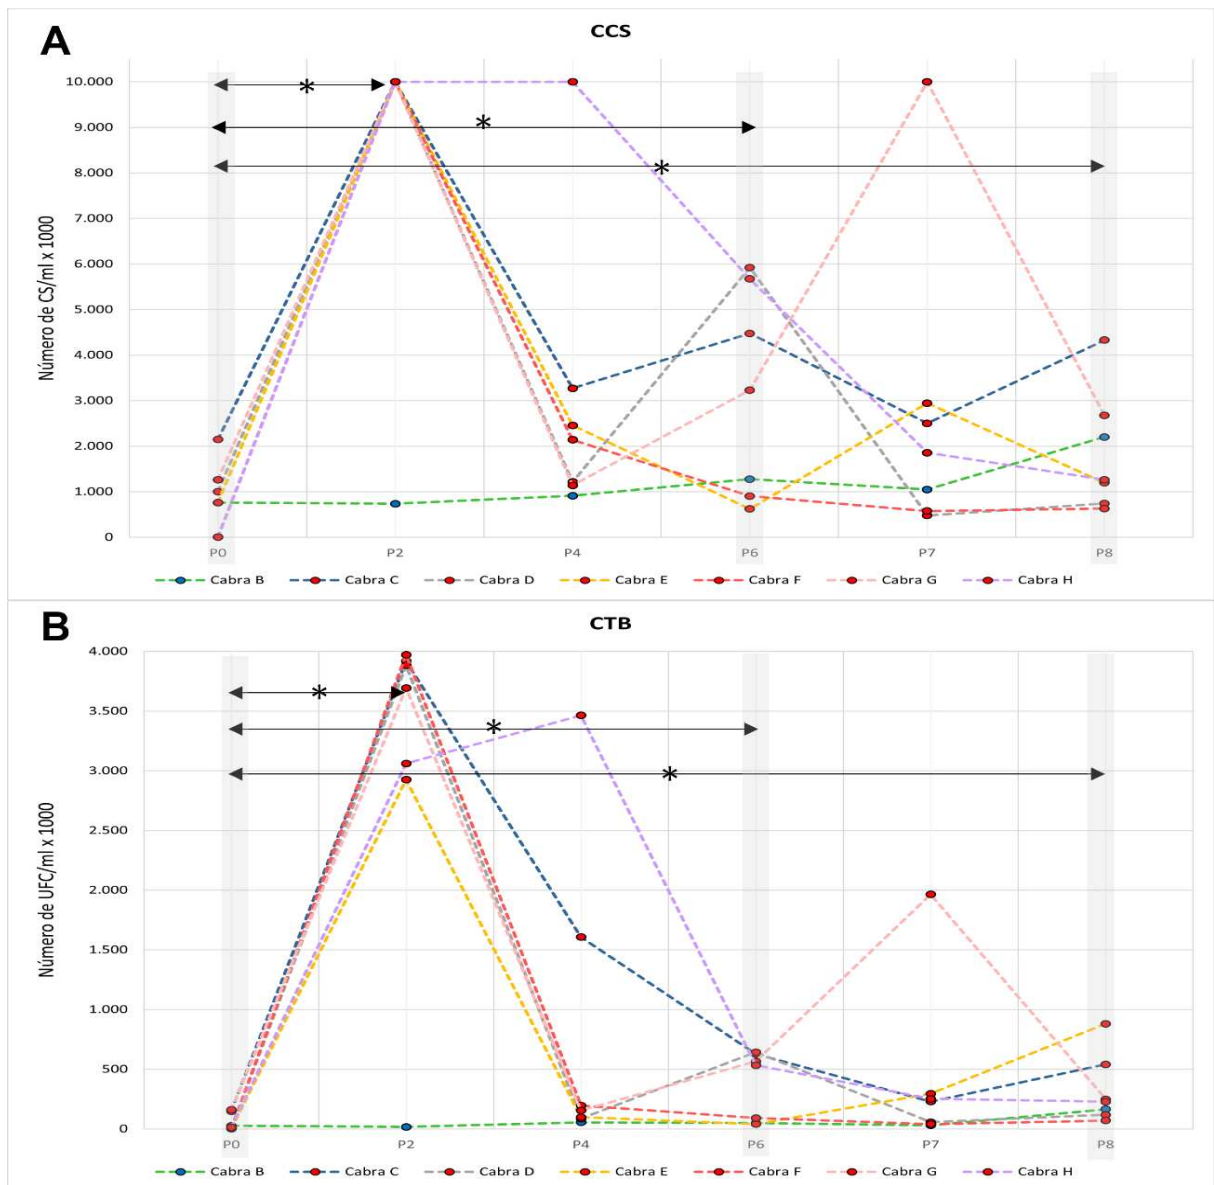 A
CCS
Número de CS/ml x 1000
10.000
9.000
8.000
7.000
6.000
5.000
4.000
3.000
2.000
1.000
0
*
*
*
P0 P2 P4 P6 P7 P8
Cabra B Cabra C Cabra D Cabra E Cabra F Cabra G Cabra H
B
CTB
Número de UFC/ml x 1000
4.000
3.500
3.000
2.500
2.000
1.500
1.000
500
0
*
*
*
P0 P2 P4 P6 P7 P8
Cabra B Cabra C Cabra D Cabra E Cabra F Cabra G Cabra H